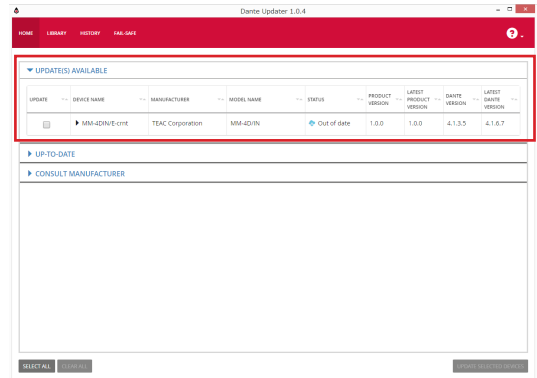 Dante Updater 1.0.4
HOME LIBRARY HISTORY FAIL-SAFE ?
UPDATE(S) AVAILABLE
UPDATE DEVICE NAME MANUFACTURER MODEL NAME STATUS PRODUCT VERSION LATEST PRODUCT VERSION DANTE VERSION LATEST DANTE VERSION
MM-4DIN/E-crnt TEAC Corporation MM-4D/IN Out of date 1.0.0 1.0.0 4.1.3.5 4.1.6.7
UP-TO-DATE
CONSULT MANUFACTURER
SELECT ALL CLEAR ALL UPDATE SELECTED DEVICES